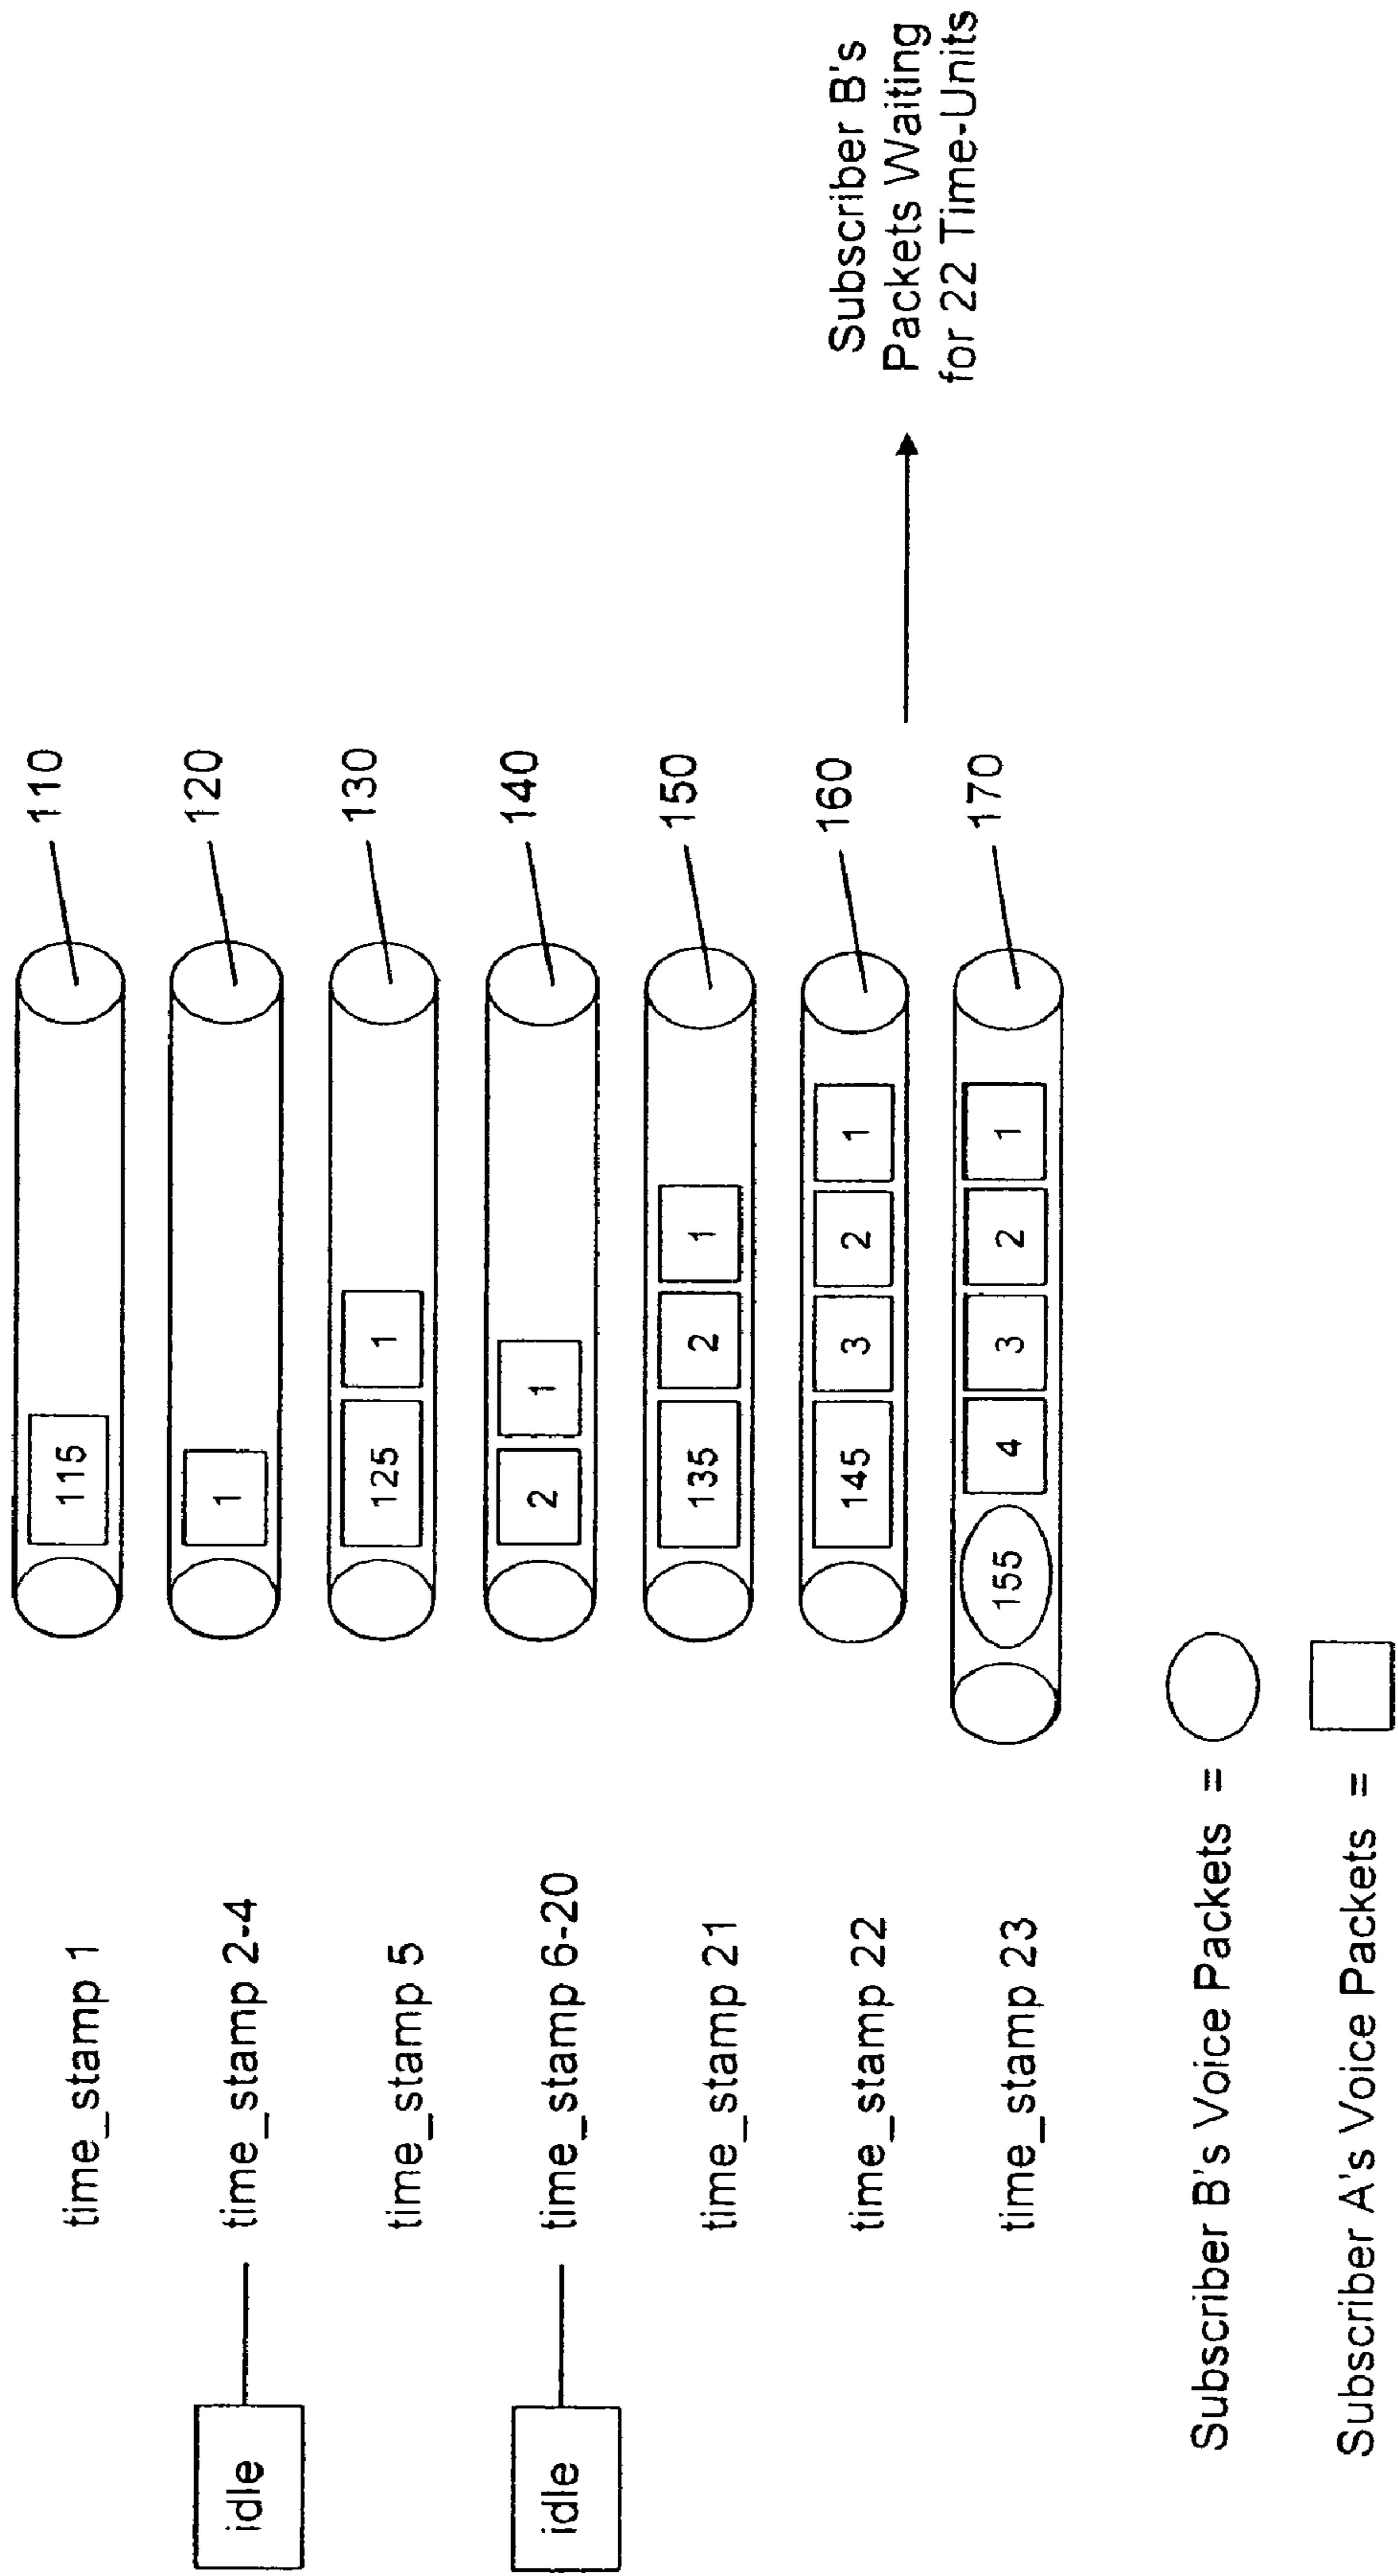 time_stamp 1
115
110
idle
time_stamp 2-4
1
120
time_stamp 5
125 1
130
idle
time_stamp 6-20
2 1
140
time_stamp 21
135 2 1
150
time_stamp 22
145 3 2 1
160
Subscriber B's
Packets Waiting
for 22 Time-Units
time_stamp 23
155 4 3 2 1
170
Subscriber B's Voice Packets =
Subscriber A's Voice Packets =